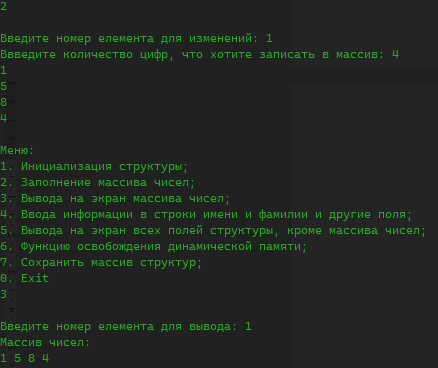 2
Введите номер елемента для изменений: 1
Ввведите количество цифр, что хотите записать в массив: 4
1
5
8
4
Меню:
1. Инициализация структуры;
2. Заполнение массива чисел;
3. Вывода на экран массива чисел;
4. Ввода информации в строки имени и фамилии и другие поля;
5. Вывода на экран всех полей структуры, кроме массива чисел;
6. Функцию освобождения динамической памяти;
7. Сохранить массив структур;
0. Exit
3
Введите номер елемента для вывода: 1
Массив чисел:
1 5 8 4